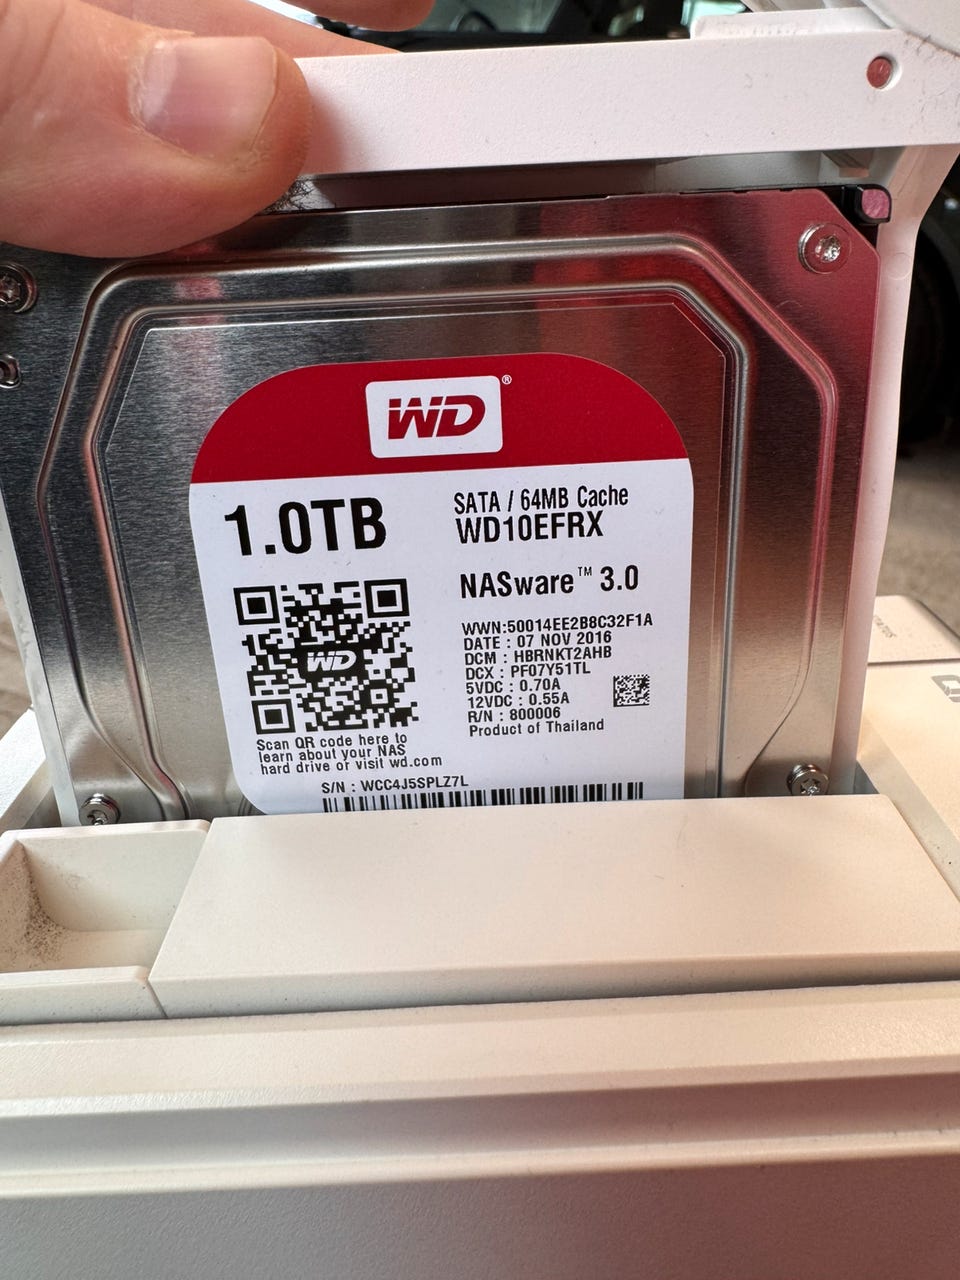 WD®
1.0TB
SATA / 64MB Cache
WD10EFRX
NASware™ 3.0
WWN:50014EE2B8C32F1A
DATE : 07 NOV 2016
DCM : HBRNKT2AHB
DCX : PF07Y51TL
5VDC : 0.70A
12VDC : 0.55A
R/N : 800006
Product of Thailand
WD
Scan QR code here to
learn about your NAS
hard drive or visit wd.com
S/N : WCC4J5SPLZ7L